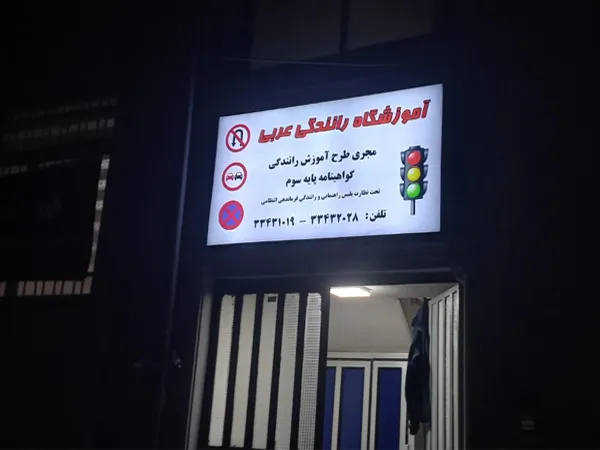 آموزشگاه رانندگی عربی
مجری طرح آموزش رانندگی
گواهینامه پایه سوم
تحت نظارت پلیس راهنمایی و رانندگی فرماندهی انتظامی
تلفن: ۳۳۴۳۲۰۲۸ - ۳۳۴۳۱۰۱۹